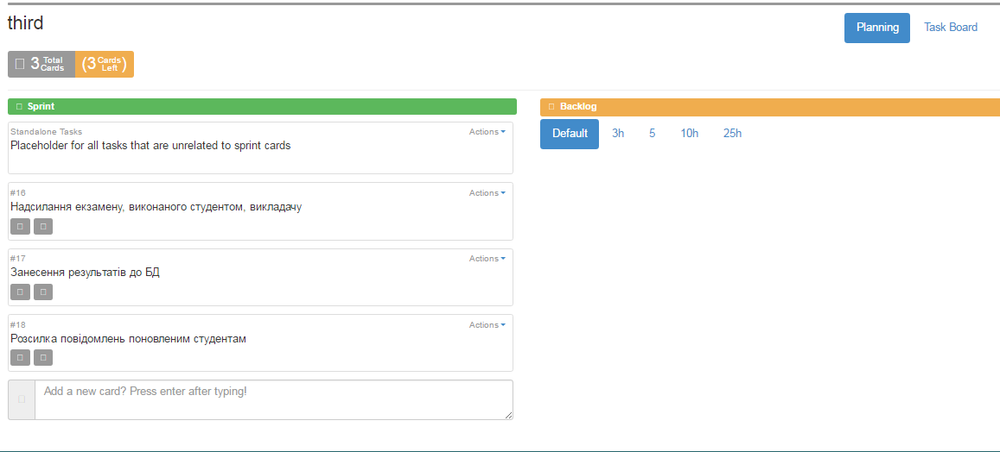 third
Planning Task Board
3 Total Cards (3 Cards Left)
Sprint
Standalone Tasks Actions
Placeholder for all tasks that are unrelated to sprint cards
#16 Actions
Надсилання екзамену, виконаного студентом, викладачу
#17 Actions
Занесення результатів до БД
#18 Actions
Розсилка повідомлень поновленим студентам
Add a new card? Press enter after typing!
Backlog
Default 3h 5 10h 25h